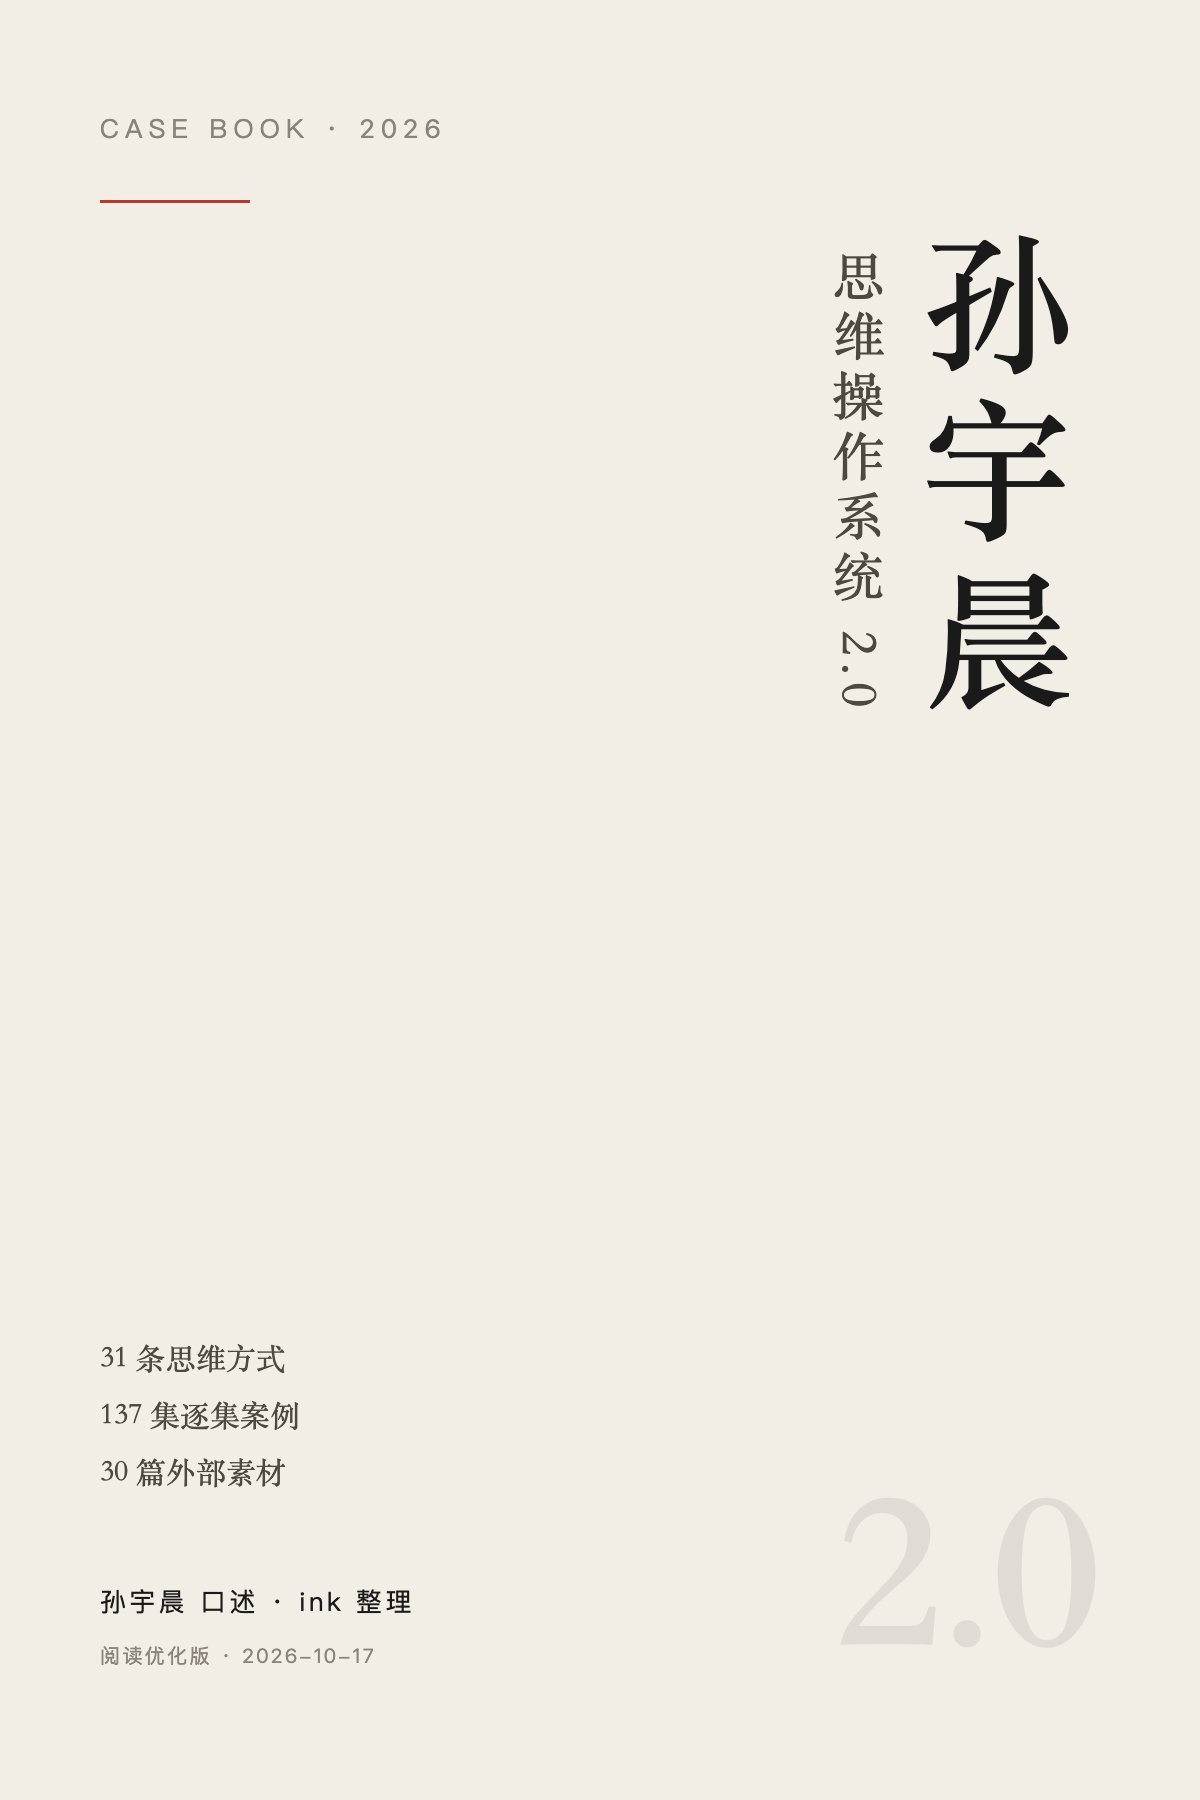 CASE BOOK · 2026
孙宇晨
思维操作系统 2.0
31 条思维方式
137 集逐集案例
30 篇外部素材
孙宇晨 口述 · ink 整理
阅读优化版 · 2026-10-17
2.0